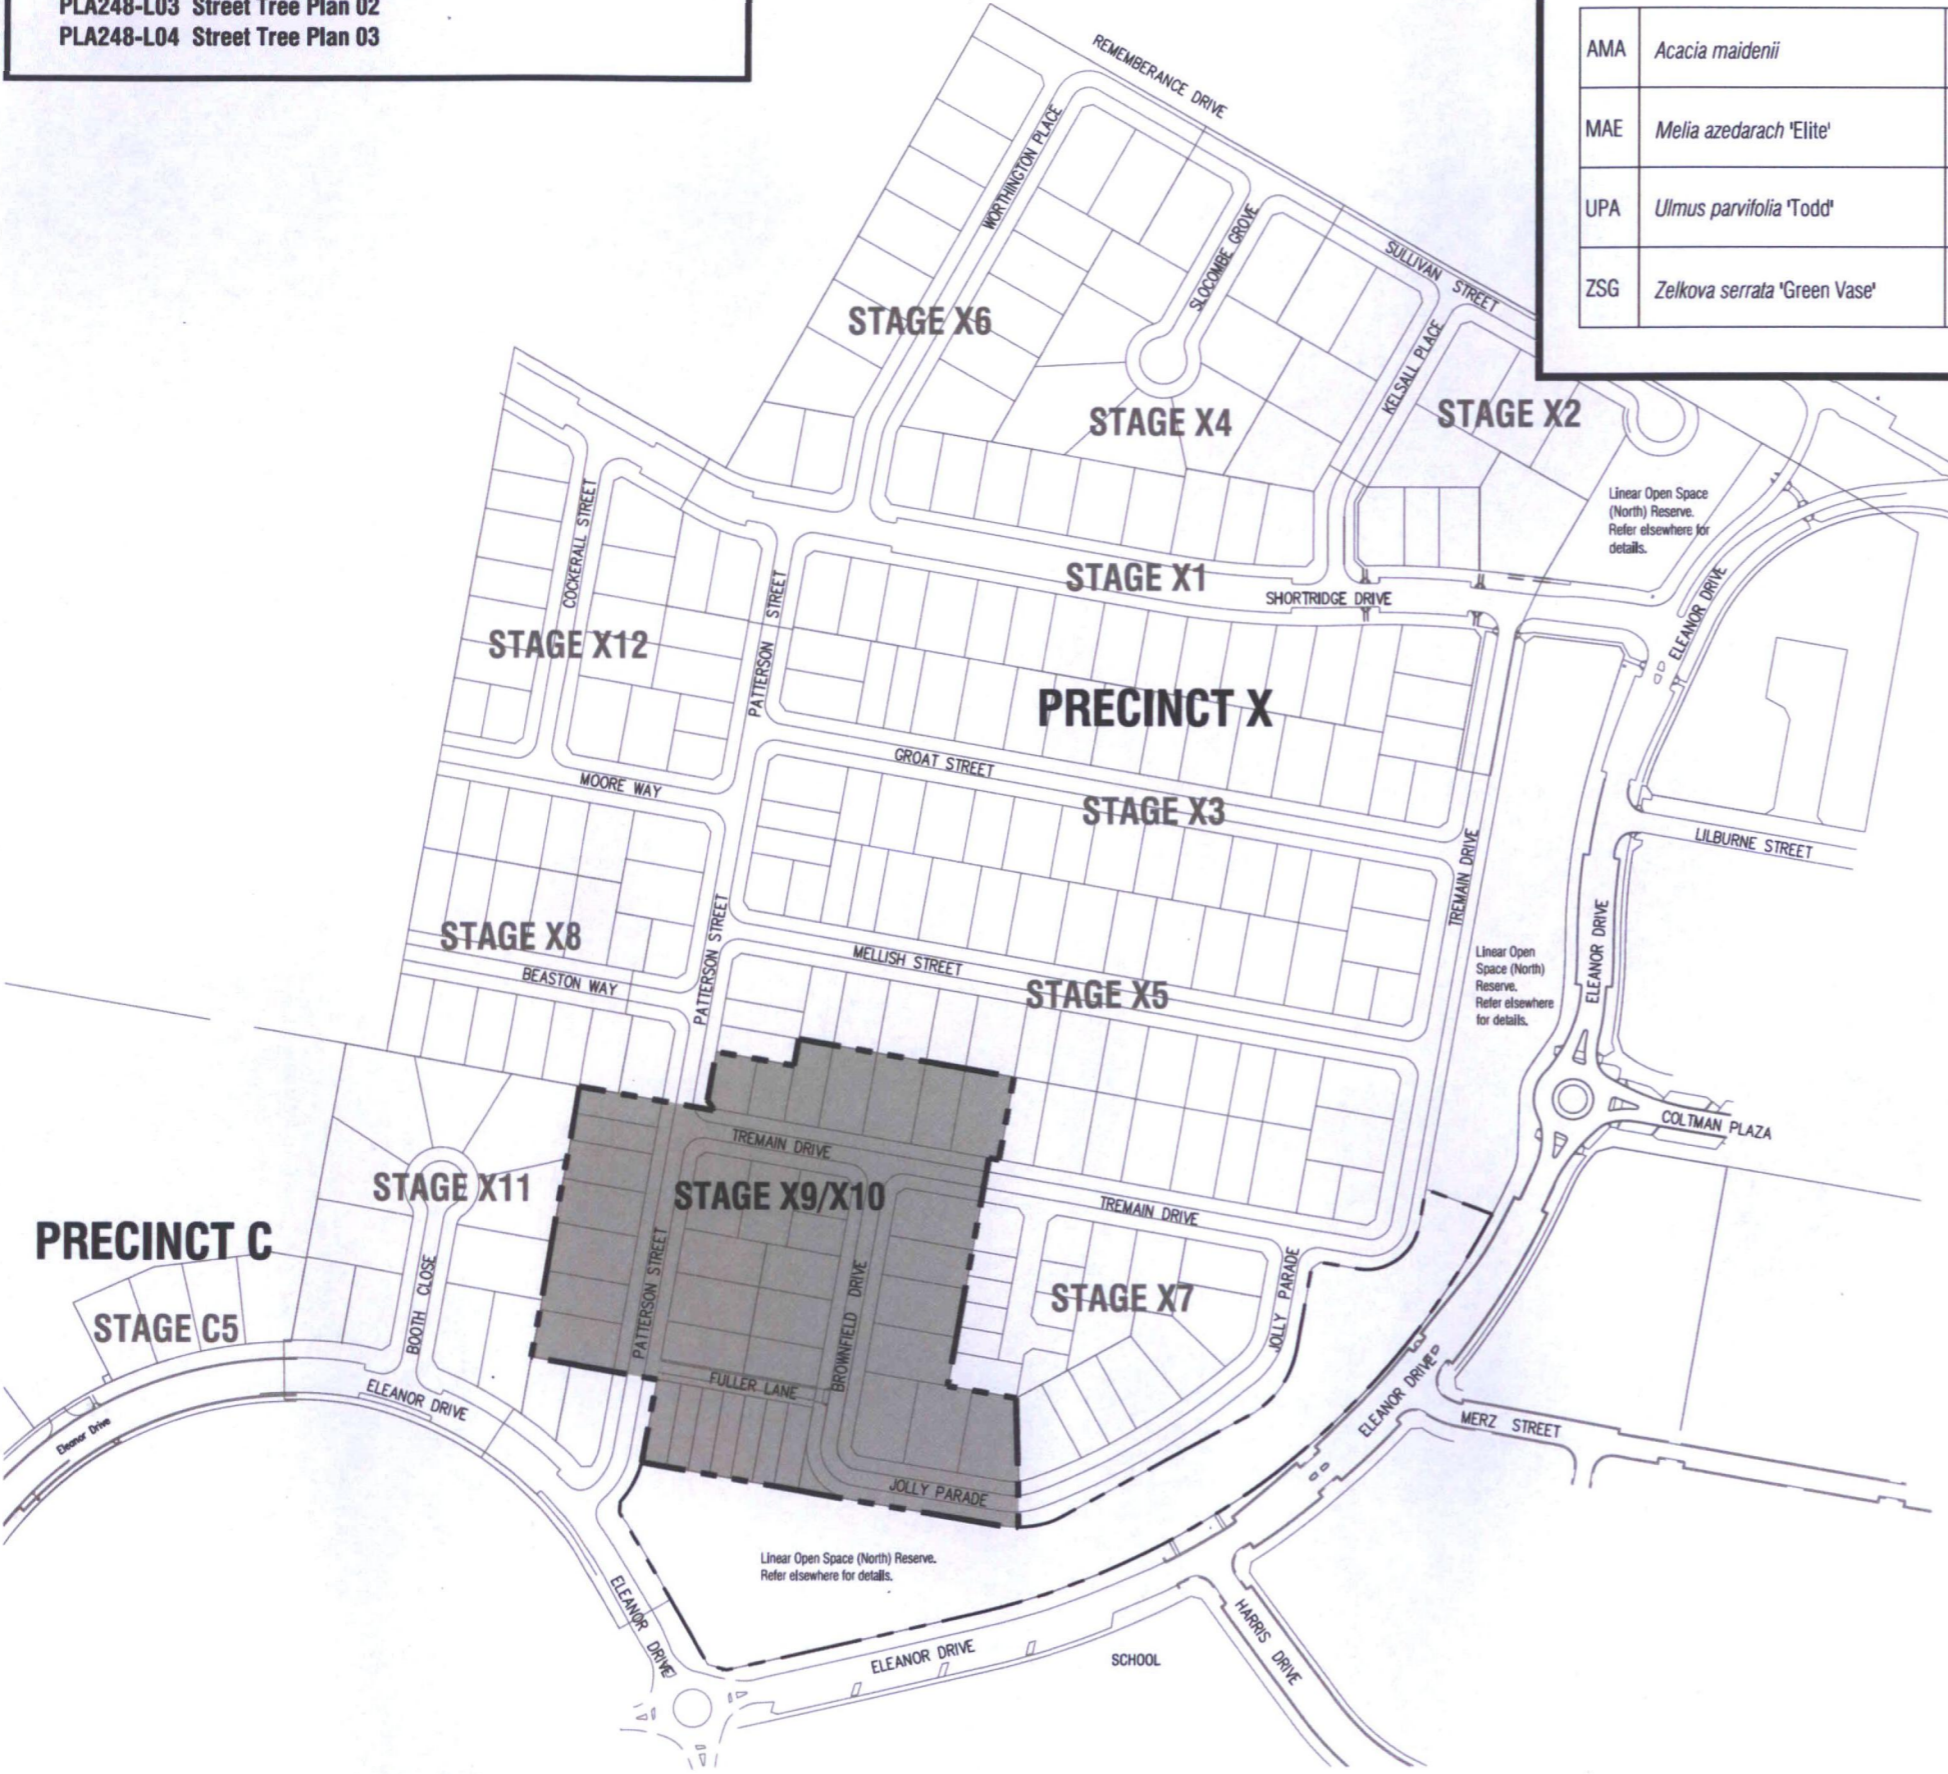 PLA248-L03 Street Tree Plan 02
PLA248-L04 Street Tree Plan 03
AMA Acacia maidenii
MAE Melia azedarach 'Elite'
UPA Ulmus parvifolia 'Todd'
ZSG Zelkova serrata 'Green Vase'
REMEMBERANCE DRIVE
WORTHINGTON PLACE
SLOCOMBE GROVE
SULLIVAN STREET
KELSALL PLACE
STAGE X6
STAGE X4
STAGE X2
Linear Open Space
(North) Reserve.
Refer elsewhere for
details.
COCKERALL STREET
PATTERSON STREET
STAGE X1
SHORTRIDGE DRIVE
ELEANOR DRIVE
STAGE X12
PATTERSON
PRECINCT X
GROAT STREET
MOORE WAY
STAGE X3
TREMAIN DRIVE
LILBURNE STREET
STAGE X8
PATTERSON STREET
MELLISH STREET
BEASTON WAY
STAGE X5
Linear Open
Space (North)
Reserve.
Refer elsewhere
for details.
ELEANOR DRIVE
COLTMAN PLAZA
TREMAIN DRIVE
STAGE X11
STAGE X9/X10
TREMAIN DRIVE
PRECINCT C
STAGE C5
BOOTH CLOSE
PATTERSON STREET
BROWNFIELD DRIVE
STAGE X7
JOLLY PARADE
FULLER LANE
ELEANOR DRIVE
Eleanor Drive
ELEANOR DRIVE
MERZ STREET
JOLLY PARADE
Linear Open Space (North) Reserve.
Refer elsewhere for details.
ELEANOR DRIVE
ELEANOR DRIVE
SCHOOL
HARRIS DRIVE